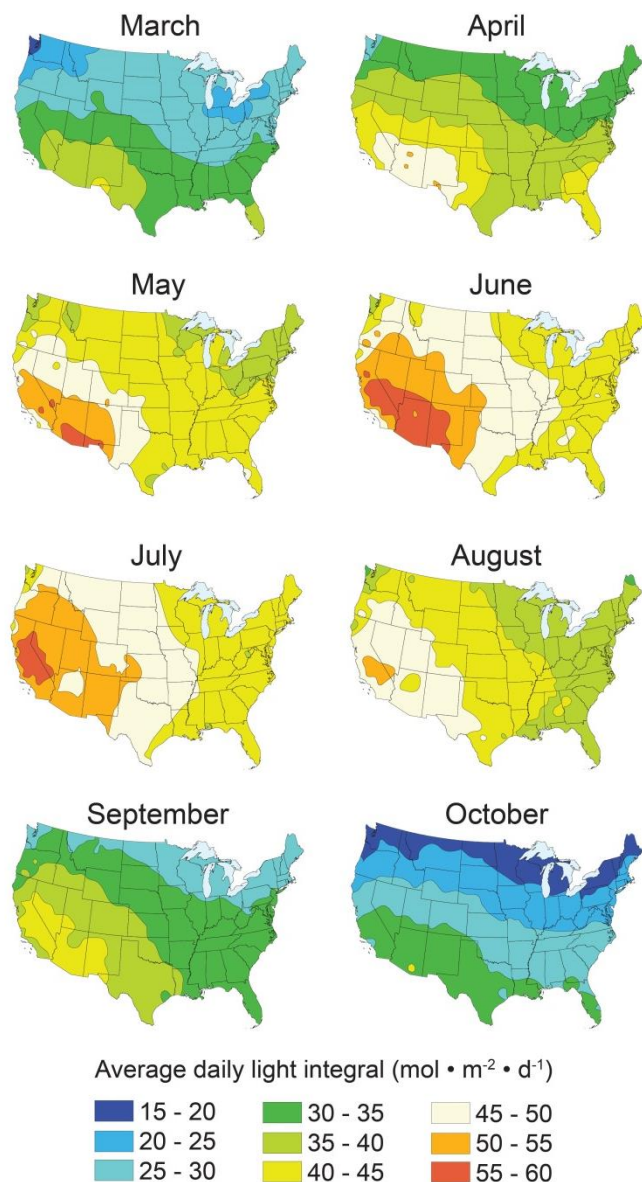 March
April
May
June
July
August
September
October
Average daily light integral (mol • m⁻² • d⁻¹)
15 - 20
30 - 35
45 - 50
20 - 25
35 - 40
50 - 55
25 - 30
40 - 45
55 - 60